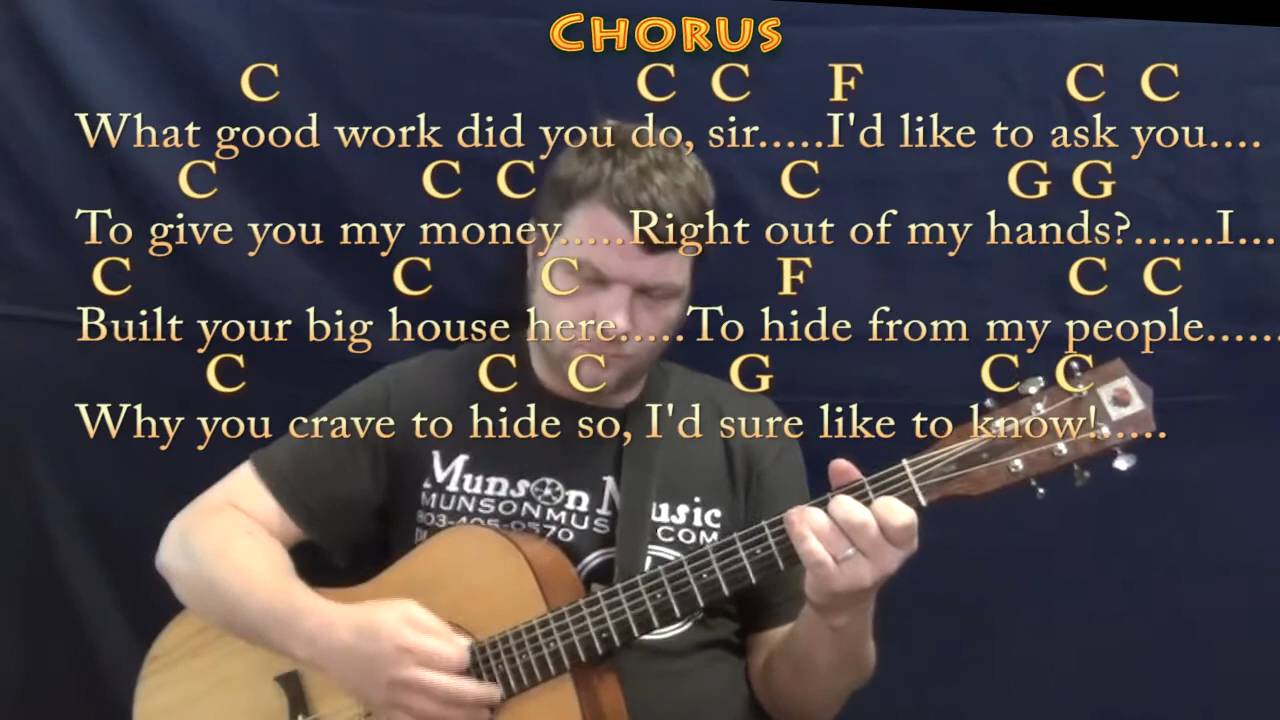 CHORUS
C C C F C C
What good work did you do, sir.....I'd like to ask you....
C C C C G G
To give you my money.....Right out of my hands?......I...
C C C F C C
Built your big house here.....To hide from my people......
C C C G C C
Why you crave to hide so, I'd sure like to know!......
Munson Music
MUNSONMUS COM